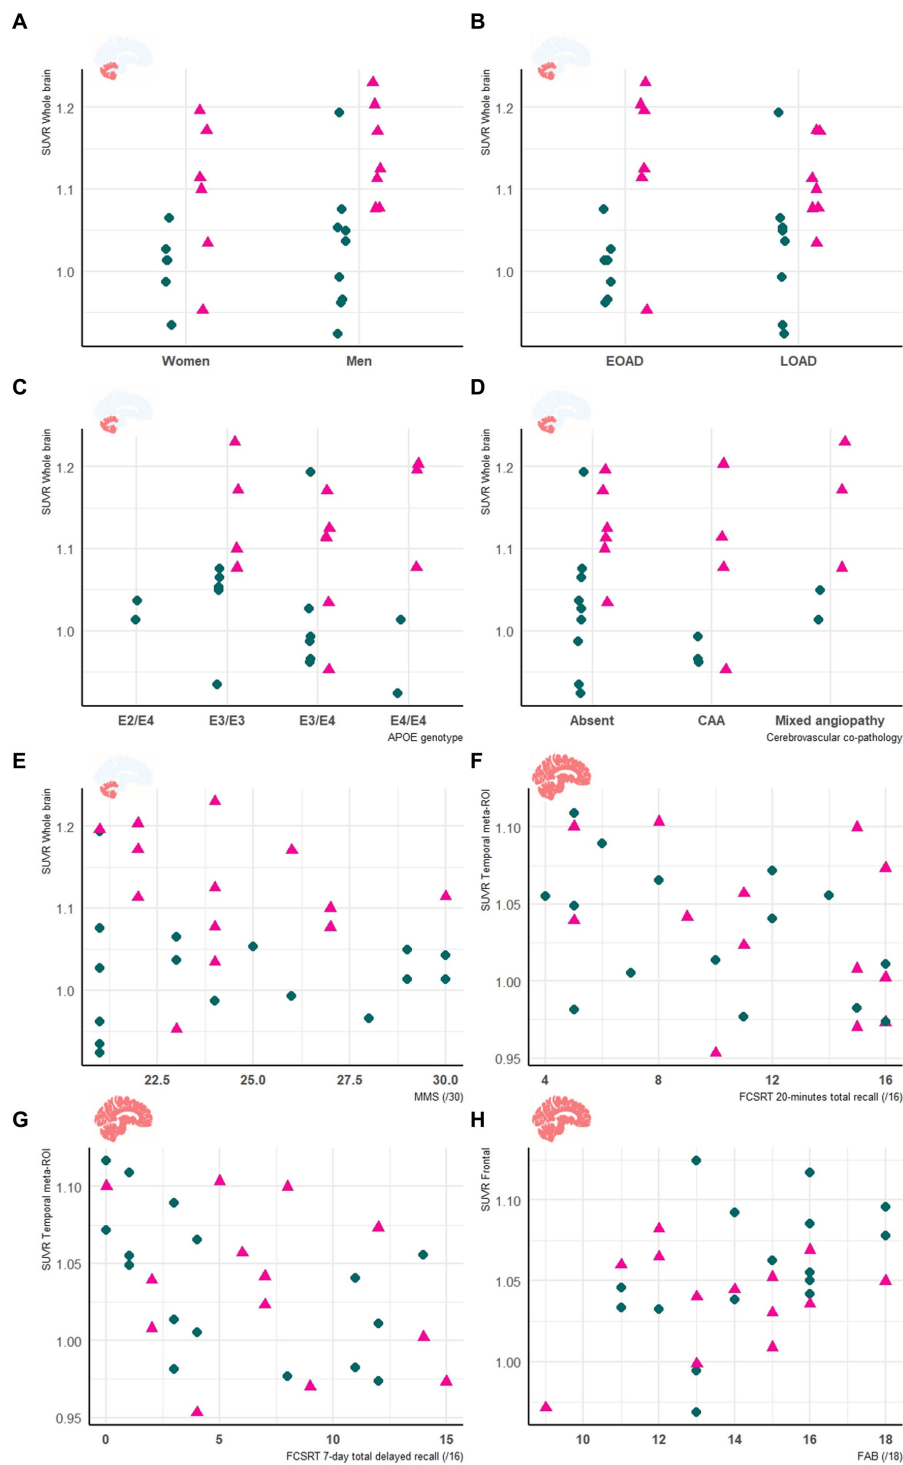 A
SUVR Whole brain
1.2
1.1
1.0
Women Men
B
SUVR Whole brain
1.2
1.1
1.0
EOAD LOAD
C
SUVR Whole brain
1.2
1.1
1.0
E2/E4 E3/E3 E3/E4 E4/E4
APOE genotype
D
SUVR Whole brain
1.2
1.1
1.0
Absent CAA Mixed angiopathy
Cerebrovascular co-pathology
E
SUVR Whole brain
1.2
1.1
1.0
22.5 25.0 27.5 30.0
MMS (/30)
F
SUVR Temporal meta-ROI
1.10
1.05
1.00
0.95
4 8 12 16
FCSRT 20-minutes total recall (/16)
G
SUVR Temporal meta-ROI
1.10
1.05
1.00
0.95
0 5 10 15
FCSRT 7-day total delayed recall (/16)
H
SUVR Frontal
1.10
1.05
1.00
10 12 14 16 18
FAB (/18)